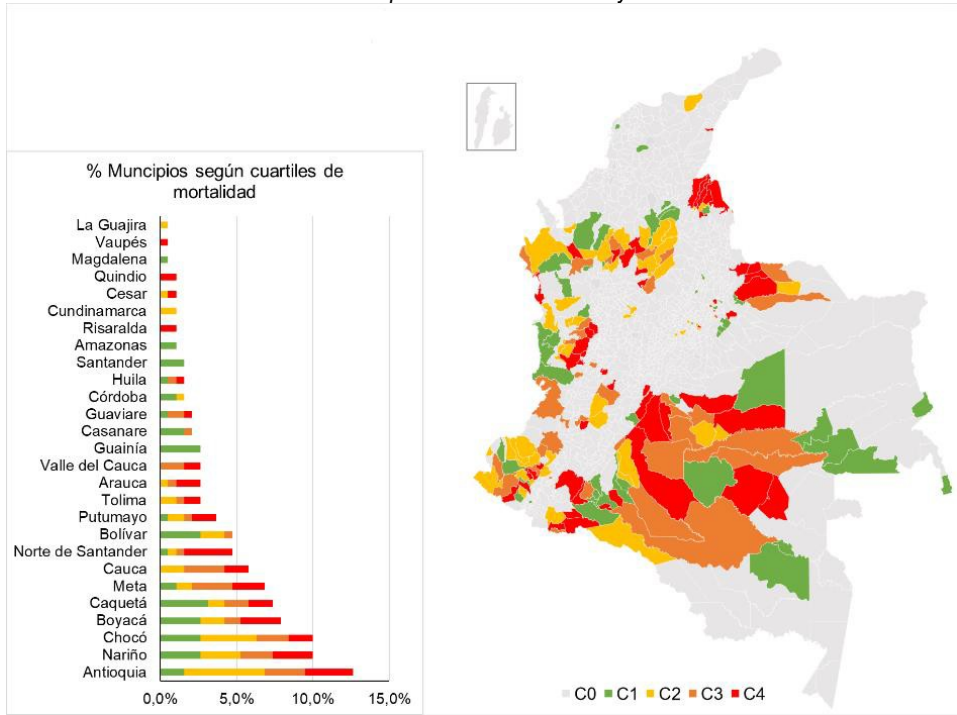 % Muncipios según cuartiles de
mortalidad
La Guajira
Vaupés
Magdalena
Quindio
Cesar
Cundinamarca
Risaralda
Amazonas
Santander
Huila
Córdoba
Guaviare
Casanare
Guainía
Valle del Cauca
Arauca
Tolima
Putumayo
Bolívar
Norte de Santander
Cauca
Meta
Caquetá
Boyacá
Chocó
Nariño
Antioquia
0,0% 5,0% 10,0% 15,0%
C0 C1 C2 C3 C4